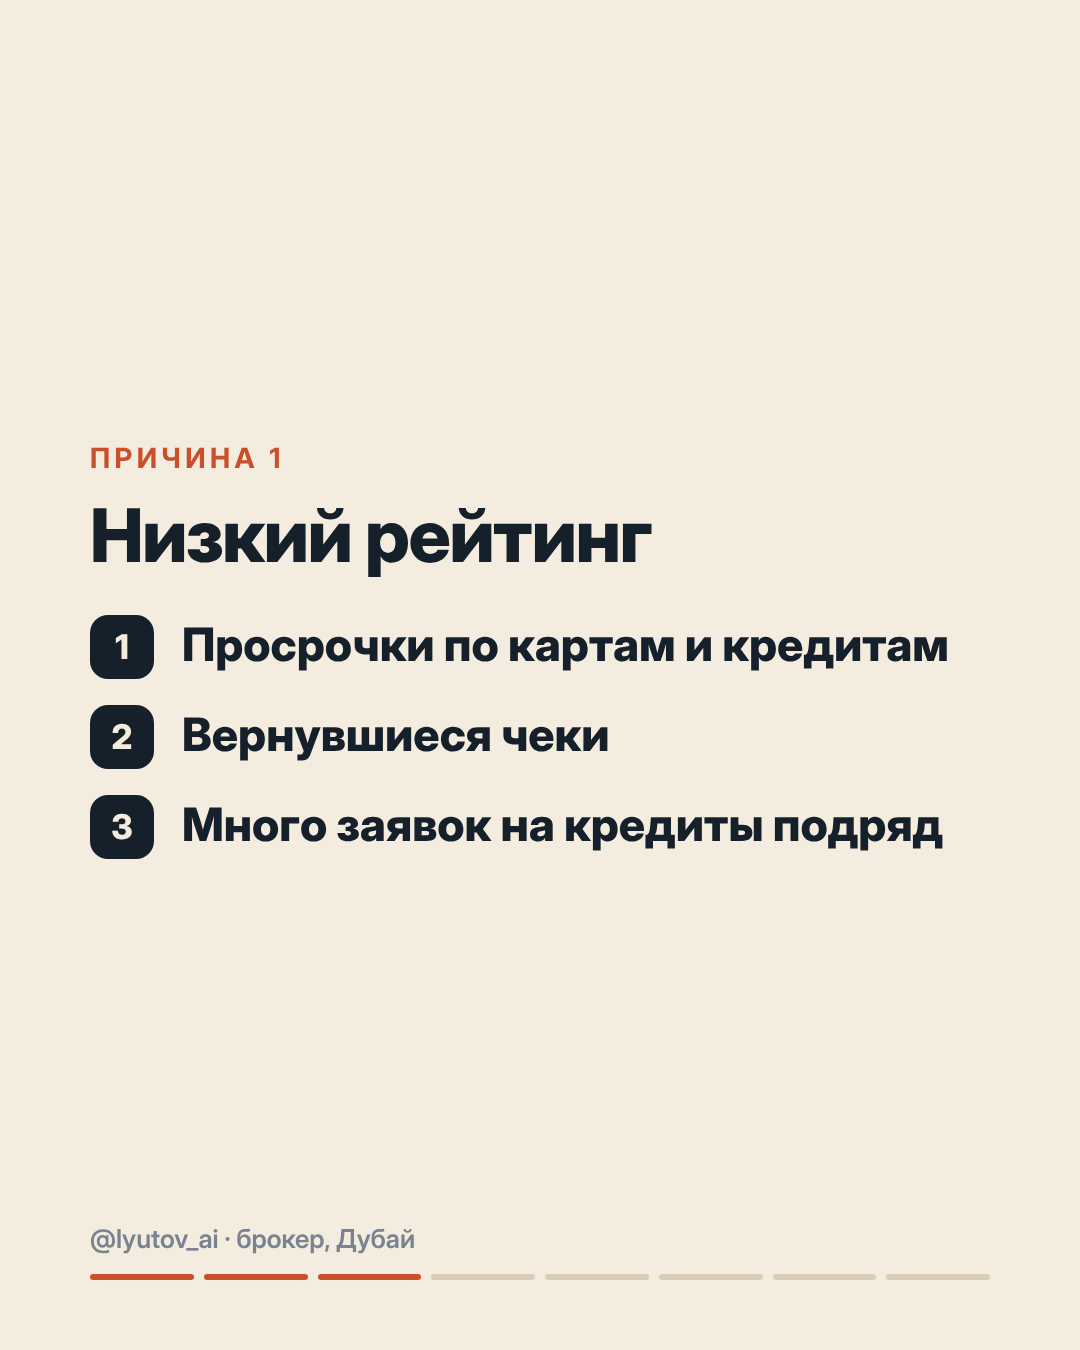 ПРИЧИНА 1
Низкий рейтинг
1 Просрочки по картам и кредитам
2 Вернувшиеся чеки
3 Много заявок на кредиты подряд
@lyutov_ai · брокер, Дубай